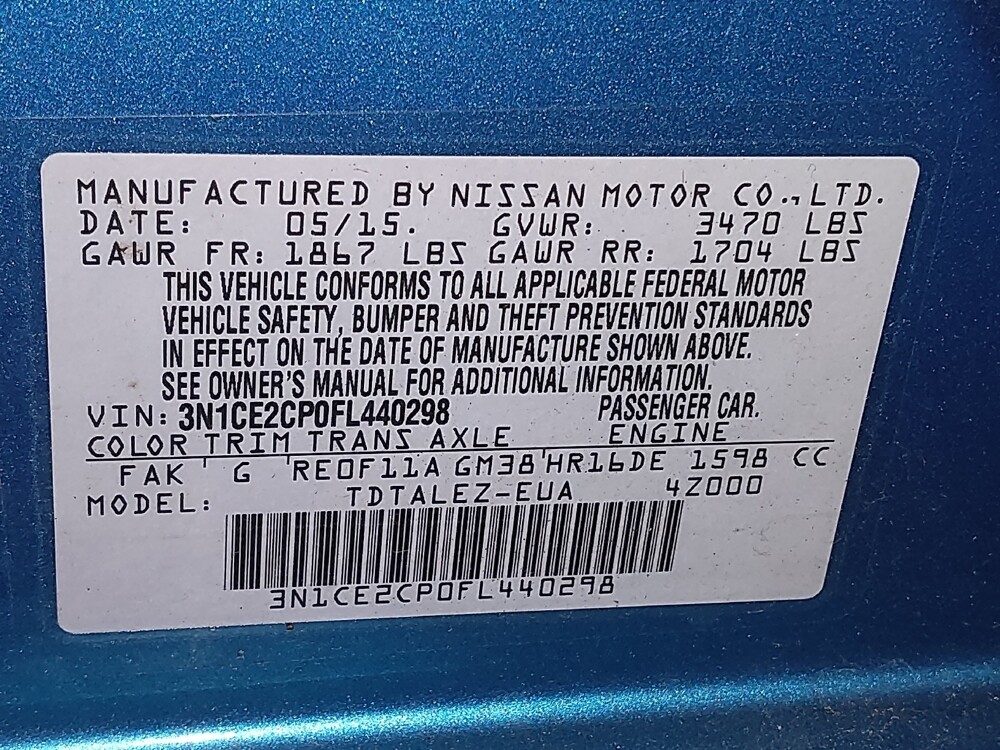 MANUFACTURED BY NISSAN MOTOR CO.,LTD.
DATE: 05/15. GVWR: 3470 LBS
GAWR FR: 1867 LBS GAWR RR: 1704 LBS
THIS VEHICLE CONFORMS TO ALL APPLICABLE FEDERAL MOTOR
VEHICLE SAFETY, BUMPER AND THEFT PREVENTION STANDARDS
IN EFFECT ON THE DATE OF MANUFACTURE SHOWN ABOVE.
SEE OWNER'S MANUAL FOR ADDITIONAL INFORMATION.
VIN: 3N1CE2CP0FL440298 PASSENGER CAR.
COLOR TRIM TRANS AXLE ENGINE
FAK ' G 'RE0F11A GM38'HR16DE 1598 CC
MODEL: TDTALEZ-EUA 4Z000
3N1CE2CP0FL440298